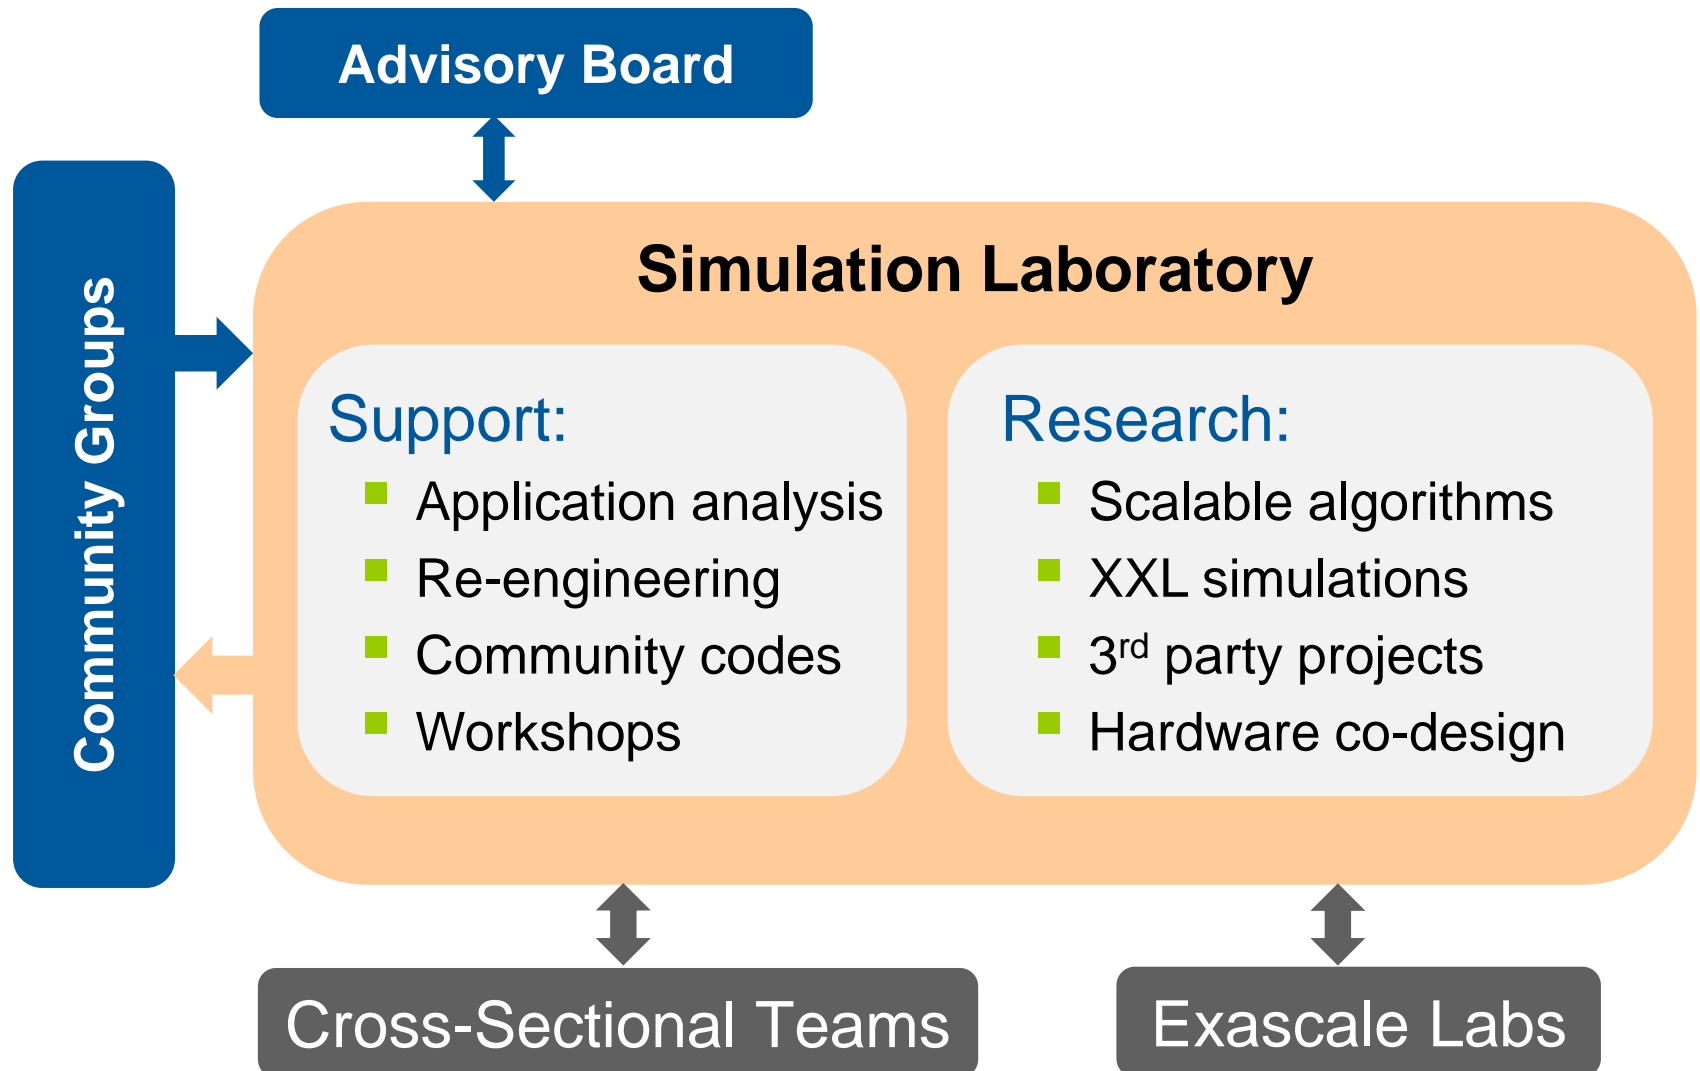 Advisory Board
Community Groups
Simulation Laboratory
Support:
Application analysis
Re-engineering
Community codes
Workshops
Research:
Scalable algorithms
XXL simulations
3rd party projects
Hardware co-design
Cross-Sectional Teams
Exascale Labs